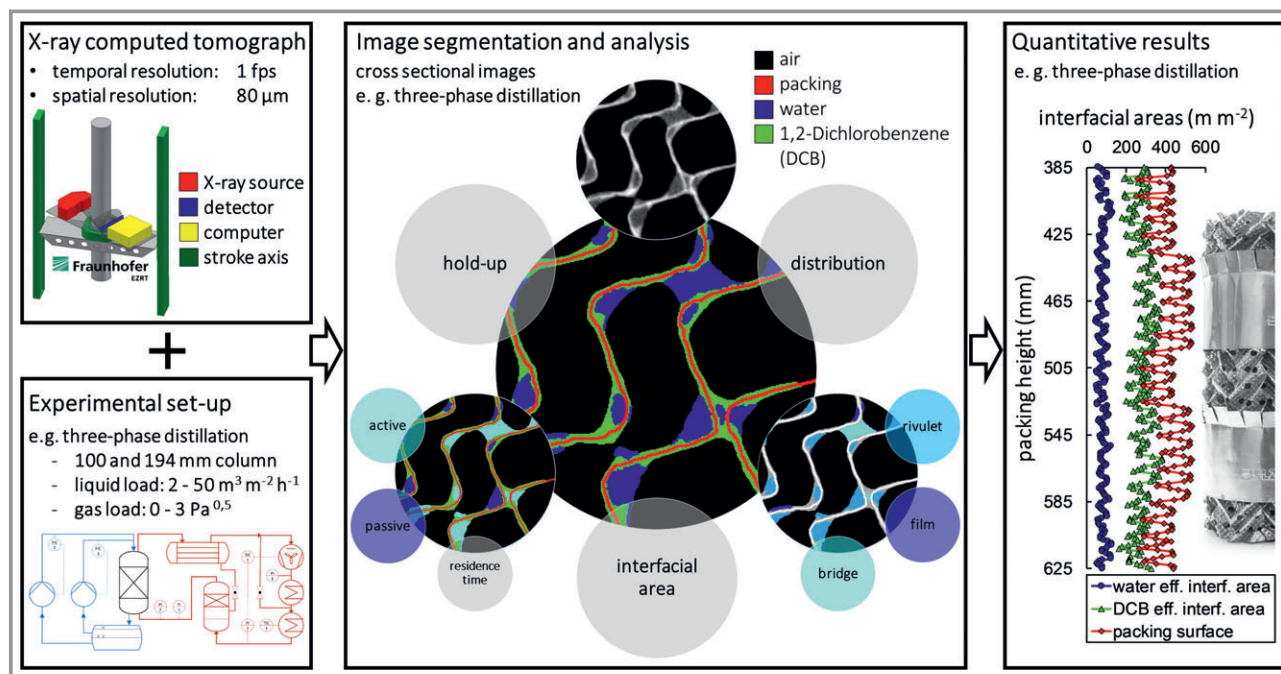 X-ray computed tomograph
• temporal resolution: 1 fps
• spatial resolution: 80 µm
X-ray source
detector
computer
stroke axis
Fraunhofer
EZRT
+
Experimental set-up
e.g. three-phase distillation
- 100 and 194 mm column
- liquid load: 2 - 50 m³ m⁻² h⁻¹
- gas load: 0 - 3 Pa⁰,⁵
Image segmentation and analysis
cross sectional images
e. g. three-phase distillation
air
packing
water
1,2-Dichlorobenzene
(DCB)
hold-up
distribution
active
passive
residence
time
interfacial
area
rivulet
film
bridge
Quantitative results
e. g. three-phase distillation
interfacial areas (m m⁻²)
0 200 400 600
385
425
465
505
545
585
625
packing height (mm)
water eff. interf. area
DCB eff. interf. area
packing surface